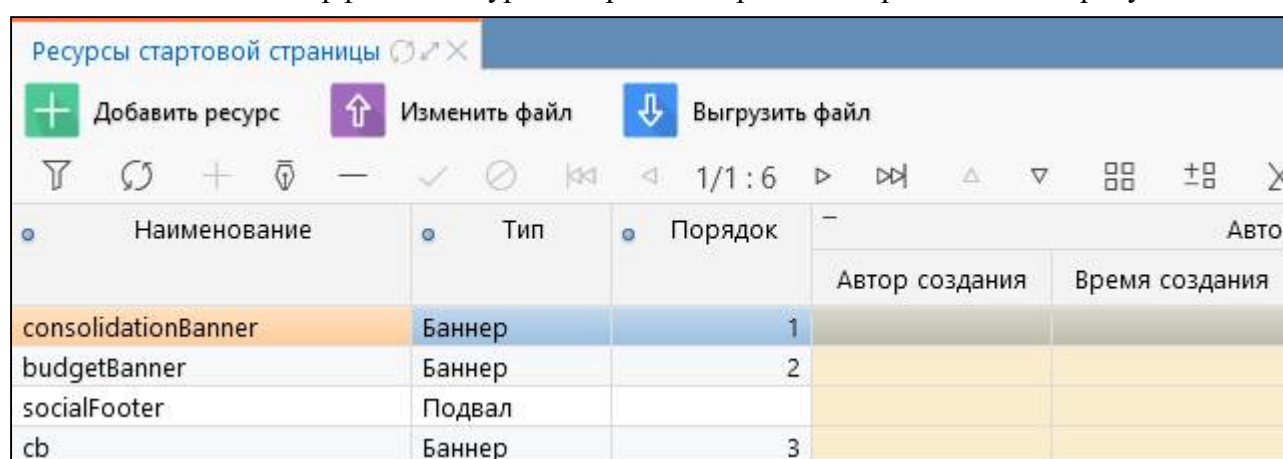 Ресурсы стартовой страницы
Добавить ресурс Изменить файл Выгрузить файл
1/1 : 6
Наименование Тип Порядок Авто
Автор создания Время создания
consolidationBanner Баннер 1
budgetBanner Баннер 2
socialFooter Подвал
cb Баннер 3